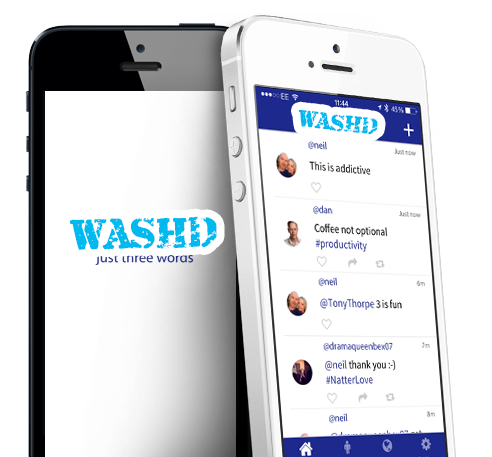 WASHD
just three words
EE
11:44
45%
WASHD
+
@neil
Just now
This is addictive
@dan
Just now
Coffee not optional
#productivity
@neil
6m
@TonyThorpe 3 is fun
@dramaqueenbex07
7m
@neil thank you :-)
#NatterLove
@neil
8m